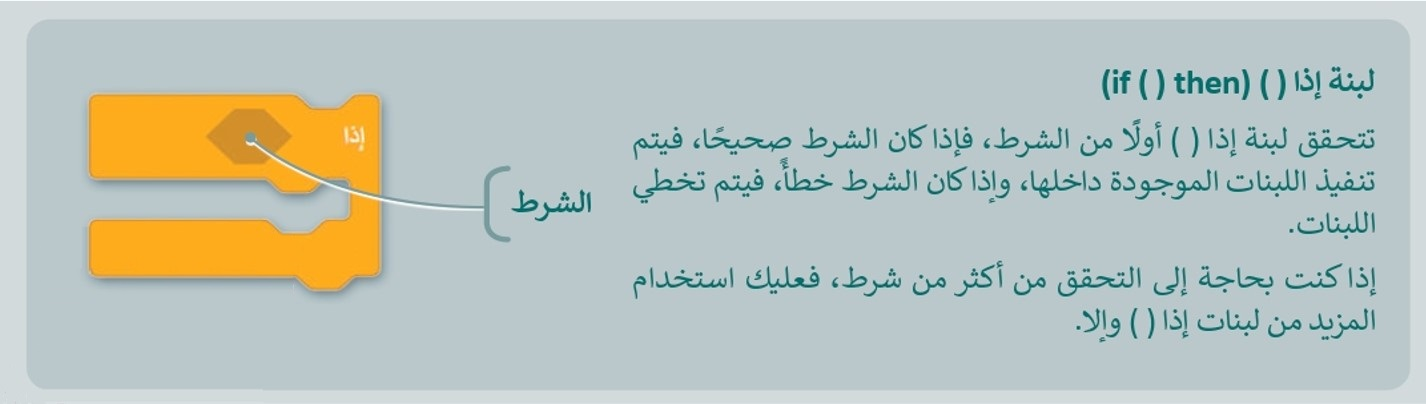 لبنة إذا ( ) (if ( ) then)
تتحقق لبنة إذا ( ) أولًا من الشرط، فإذا كان الشرط صحيحًا، فيتم
تنفيذ اللبنات الموجودة داخلها، وإذا كان الشرط خطأً، فيتم تخطي
اللبنات.
إذا كنت بحاجة إلى التحقق من أكثر من شرط، فعليك استخدام
المزيد من لبنات إذا ( ) وإلا.
الشرط
إذا